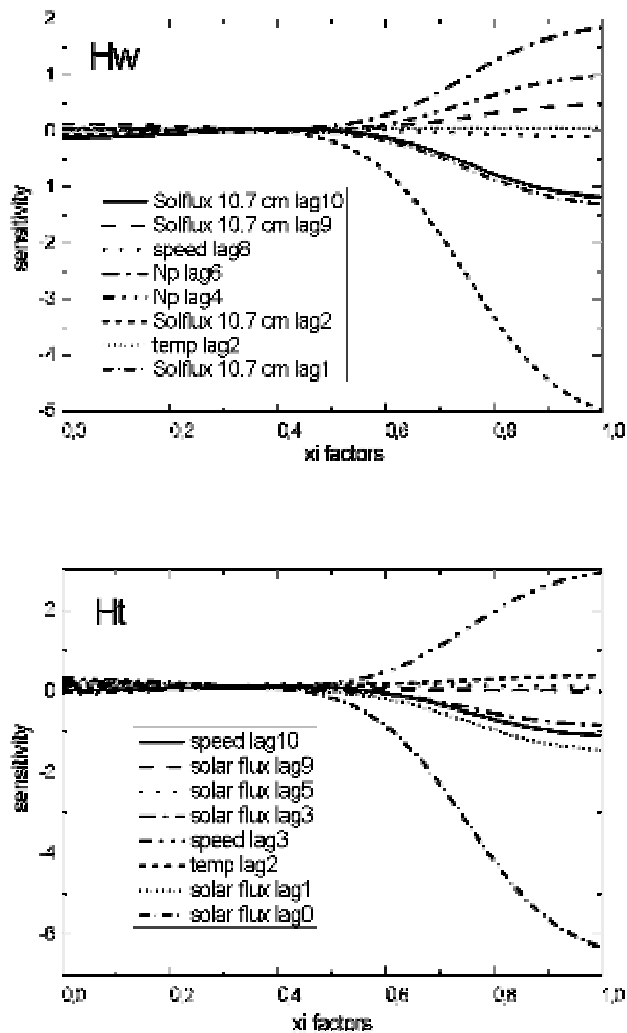 Hw
2
1
0
1
-2
-3
-4
-5
sensitivity
Solflux 10.7 cm lag10
Solflux 10.7 cm lag9
speed lag8
Np lag6
Np lag4
Solflux 10.7 cm lag2
temp lag2
Solflux 10.7 cm lag1
0,0 0,2 0,4 0,6 0,8 1,0
xi factors
Ht
2
0
-2
-4
-6
sensitivity
speed lag10
solar flux lag9
solar flux lag5
solar flux lag3
speed lag3
temp lag2
solar flux lag1
solar flux lag0
0,0 0,2 0,4 0,6 0,8 1,0
xi factors